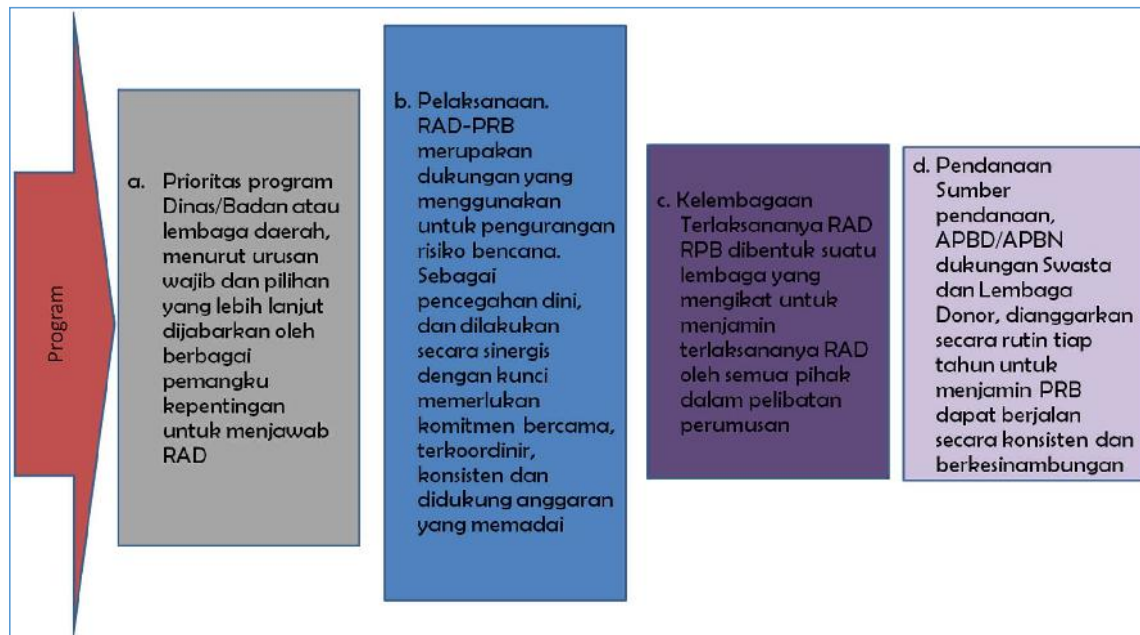 Program
a. Prioritas program
Dinas/Badan atau
lembaga daerah,
menurut urusan
wajib dan pilihan
yang lebih lanjut
dijabarkan oleh
berbagai
pemangku
kepentingan
untuk menjawab
RAD
b. Pelaksanaan.
RAD-PRB
merupakan
dukungan yang
menggunakan
untuk pengurangan
risiko bencana.
Sebagai
pencegahan dini,
dan dilakukan
secara sinergis
dengan kunci
memerlukan
komitmen bercama,
terkoordinir,
konsisten dan
didukung anggaran
yang memadai
c. Kelembagaan
Terlaksananya RAD
RPB dibentuk suatu
lembaga yang
mengikat untuk
menjamin
terlaksananya RAD
oleh semua pihak
dalam pelibatan
perumusan
d. Pendanaan
Sumber
pendanaan,
APBD/APBN
dukungan Swasta
dan Lembaga
Donor, dianggarkan
secara rutin tiap
tahun untuk
menjamin PRB
dapat berjalan
secara konsisten dan
berkesinambungan